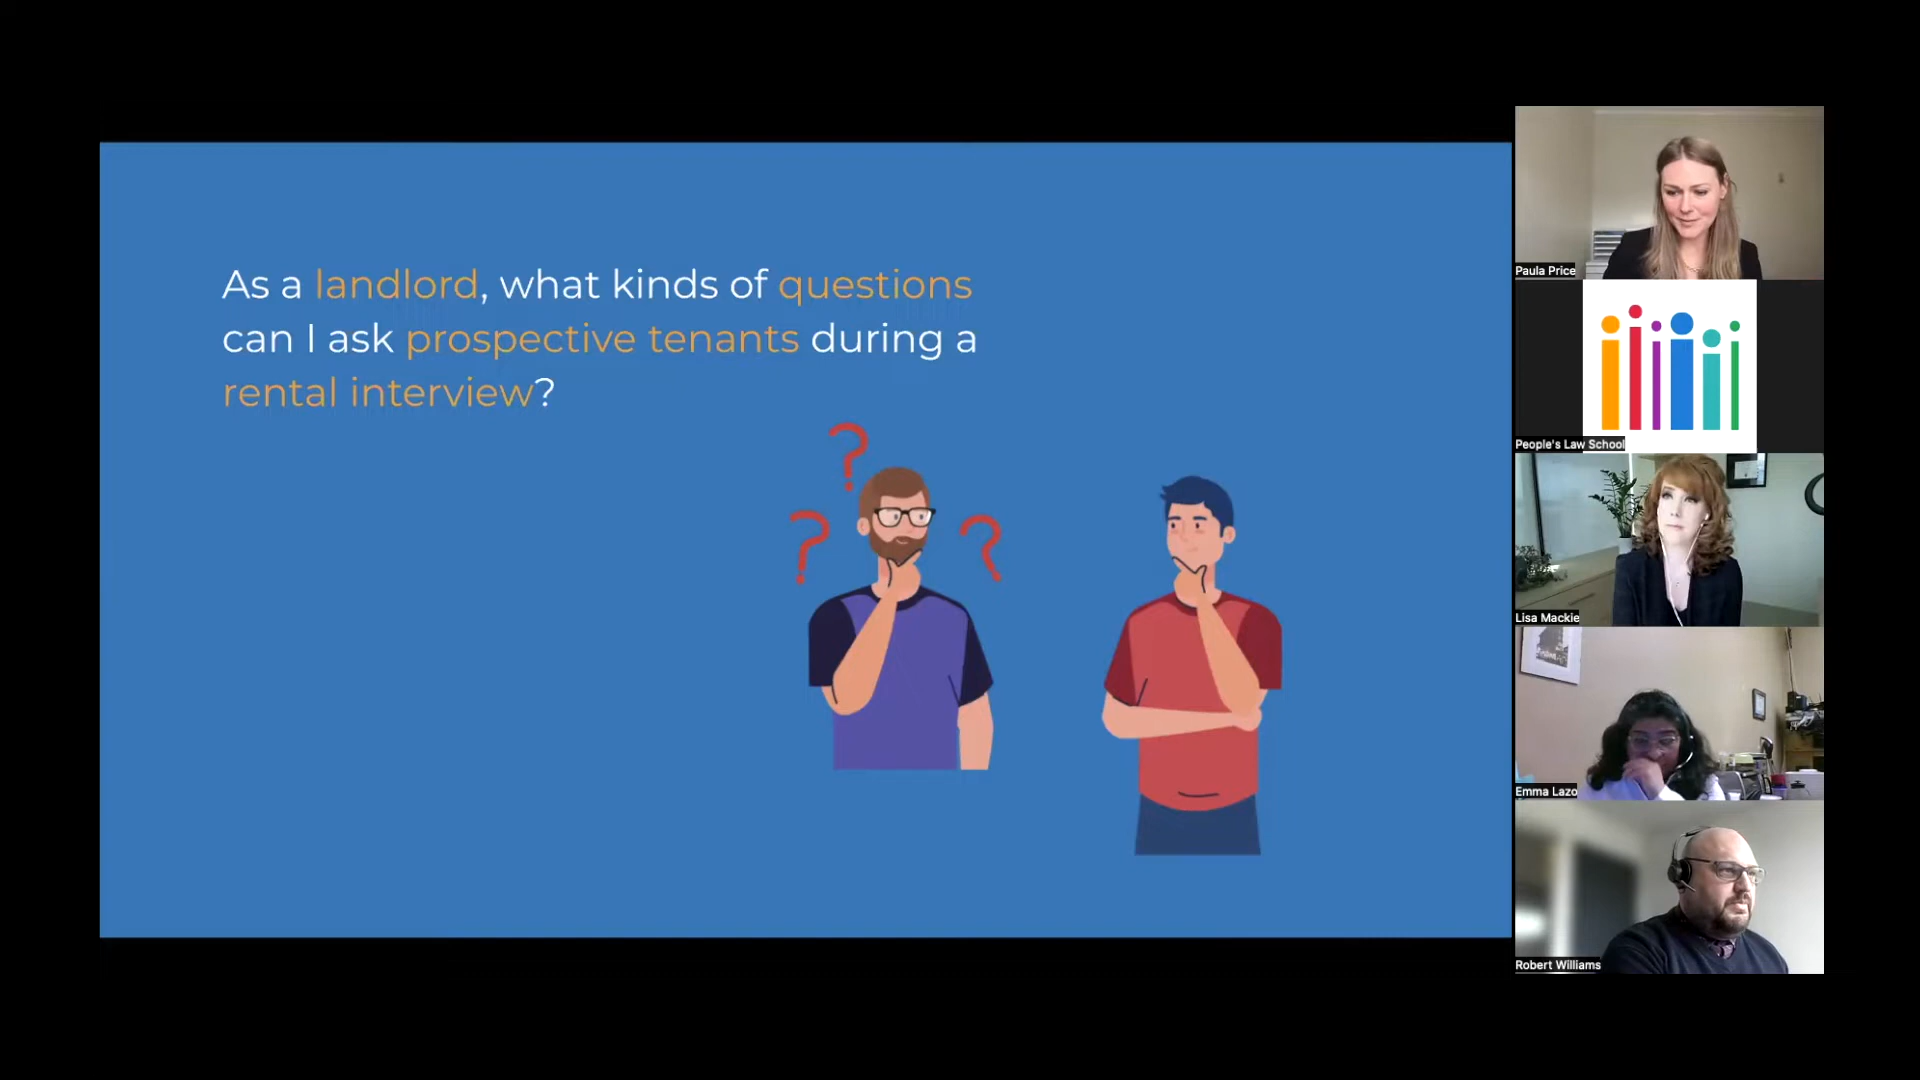 As a landlord, what kinds of questions
can I ask prospective tenants during a
rental interview?
Paula Price
People's Law School
Lisa Mackie
Emma Lazo
Robert Williams